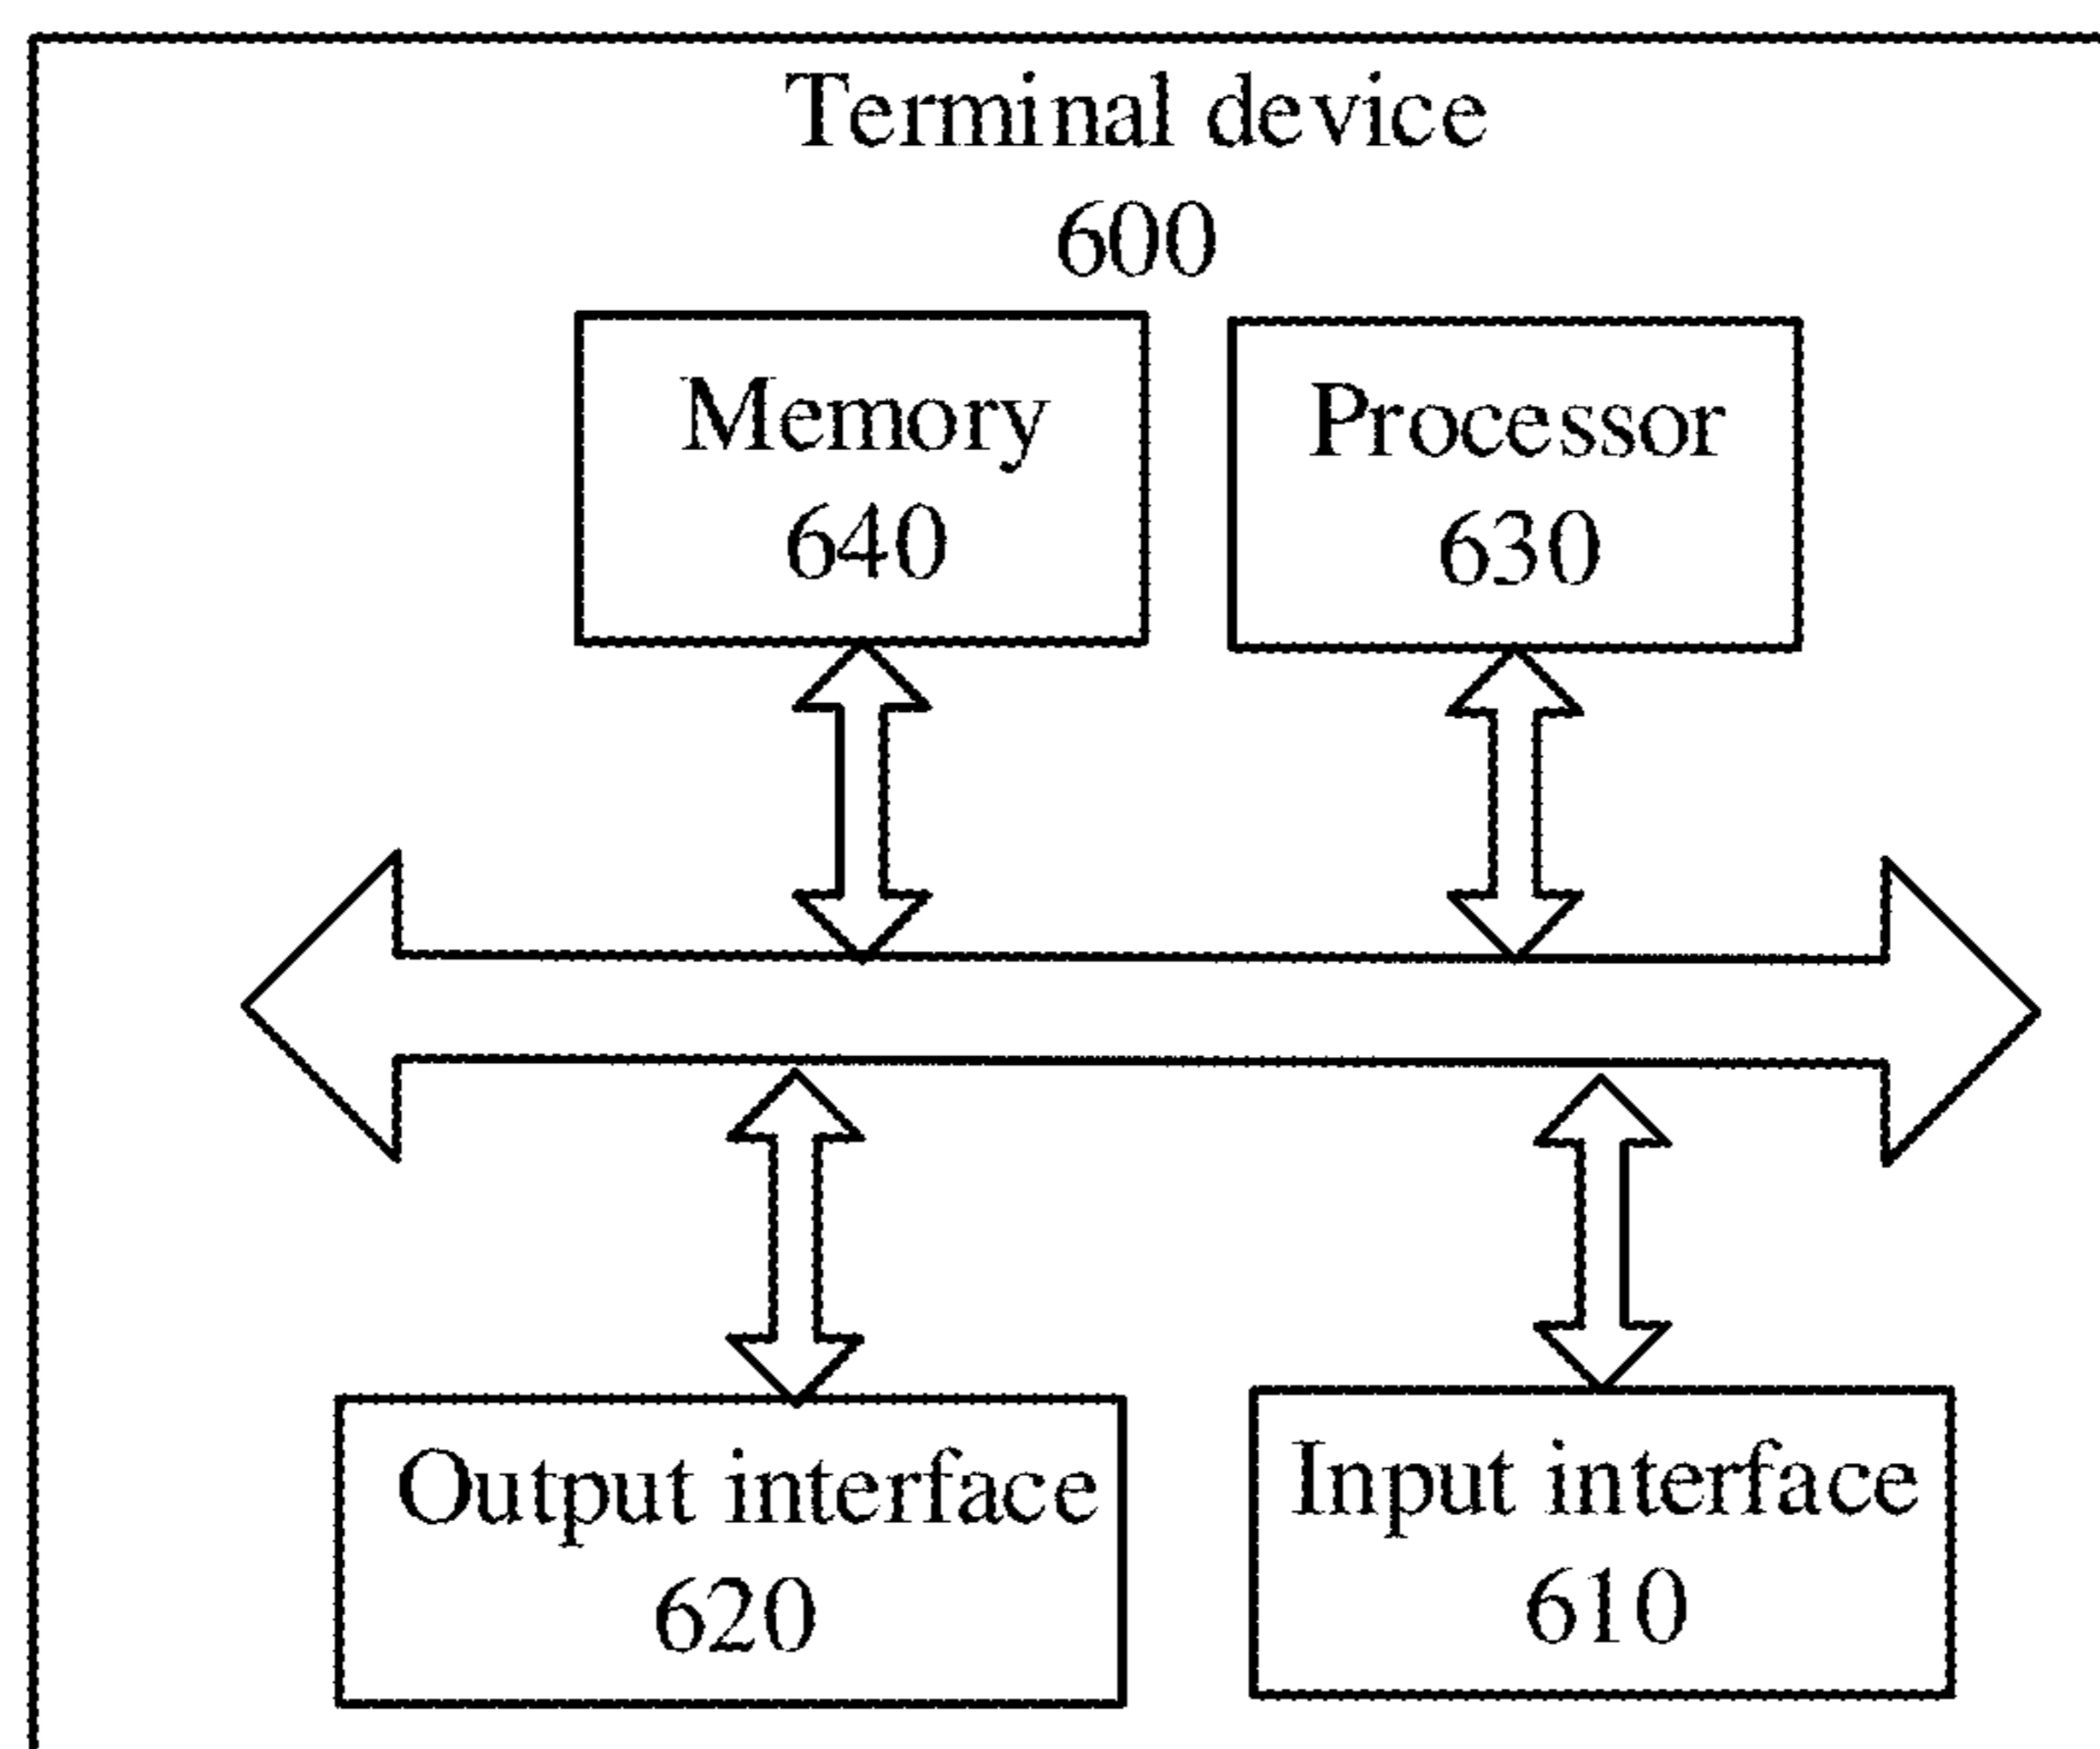 Terminal device
600
Memory
640
Processor
630
Output interface
620
Input interface
610